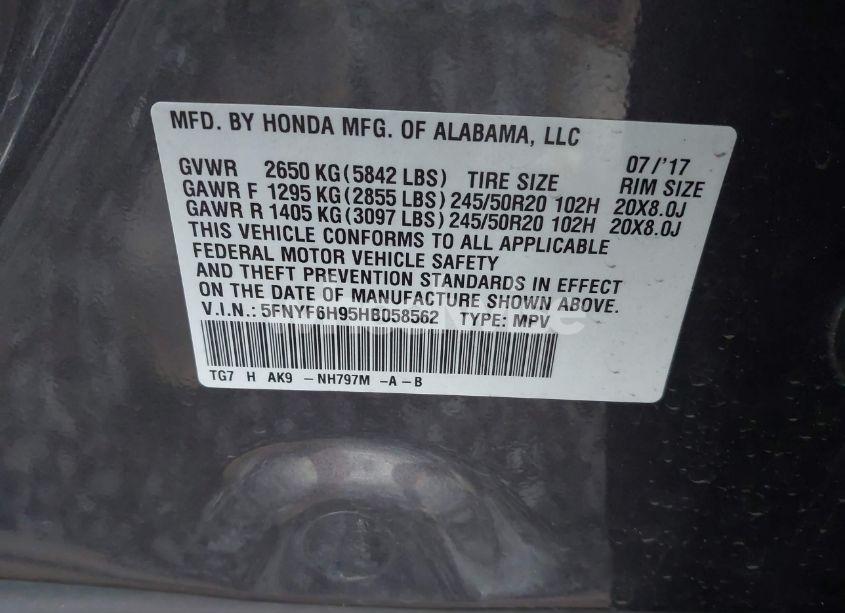 MFD. BY HONDA MFG. OF ALABAMA, LLC
07/'17
GVWR 2650 KG (5842 LBS) TIRE SIZE RIM SIZE
GAWR F 1295 KG (2855 LBS) 245/50R20 102H 20X8.0J
GAWR R 1405 KG (3097 LBS) 245/50R20 102H 20X8.0J
THIS VEHICLE CONFORMS TO ALL APPLICABLE
FEDERAL MOTOR VEHICLE SAFETY
AND THEFT PREVENTION STANDARDS IN EFFECT
ON THE DATE OF MANUFACTURE SHOWN ABOVE.
V.I.N.: 5FNYF6H95HB058562 TYPE: MPV
TG7 H AK9 -NH797M -A-B